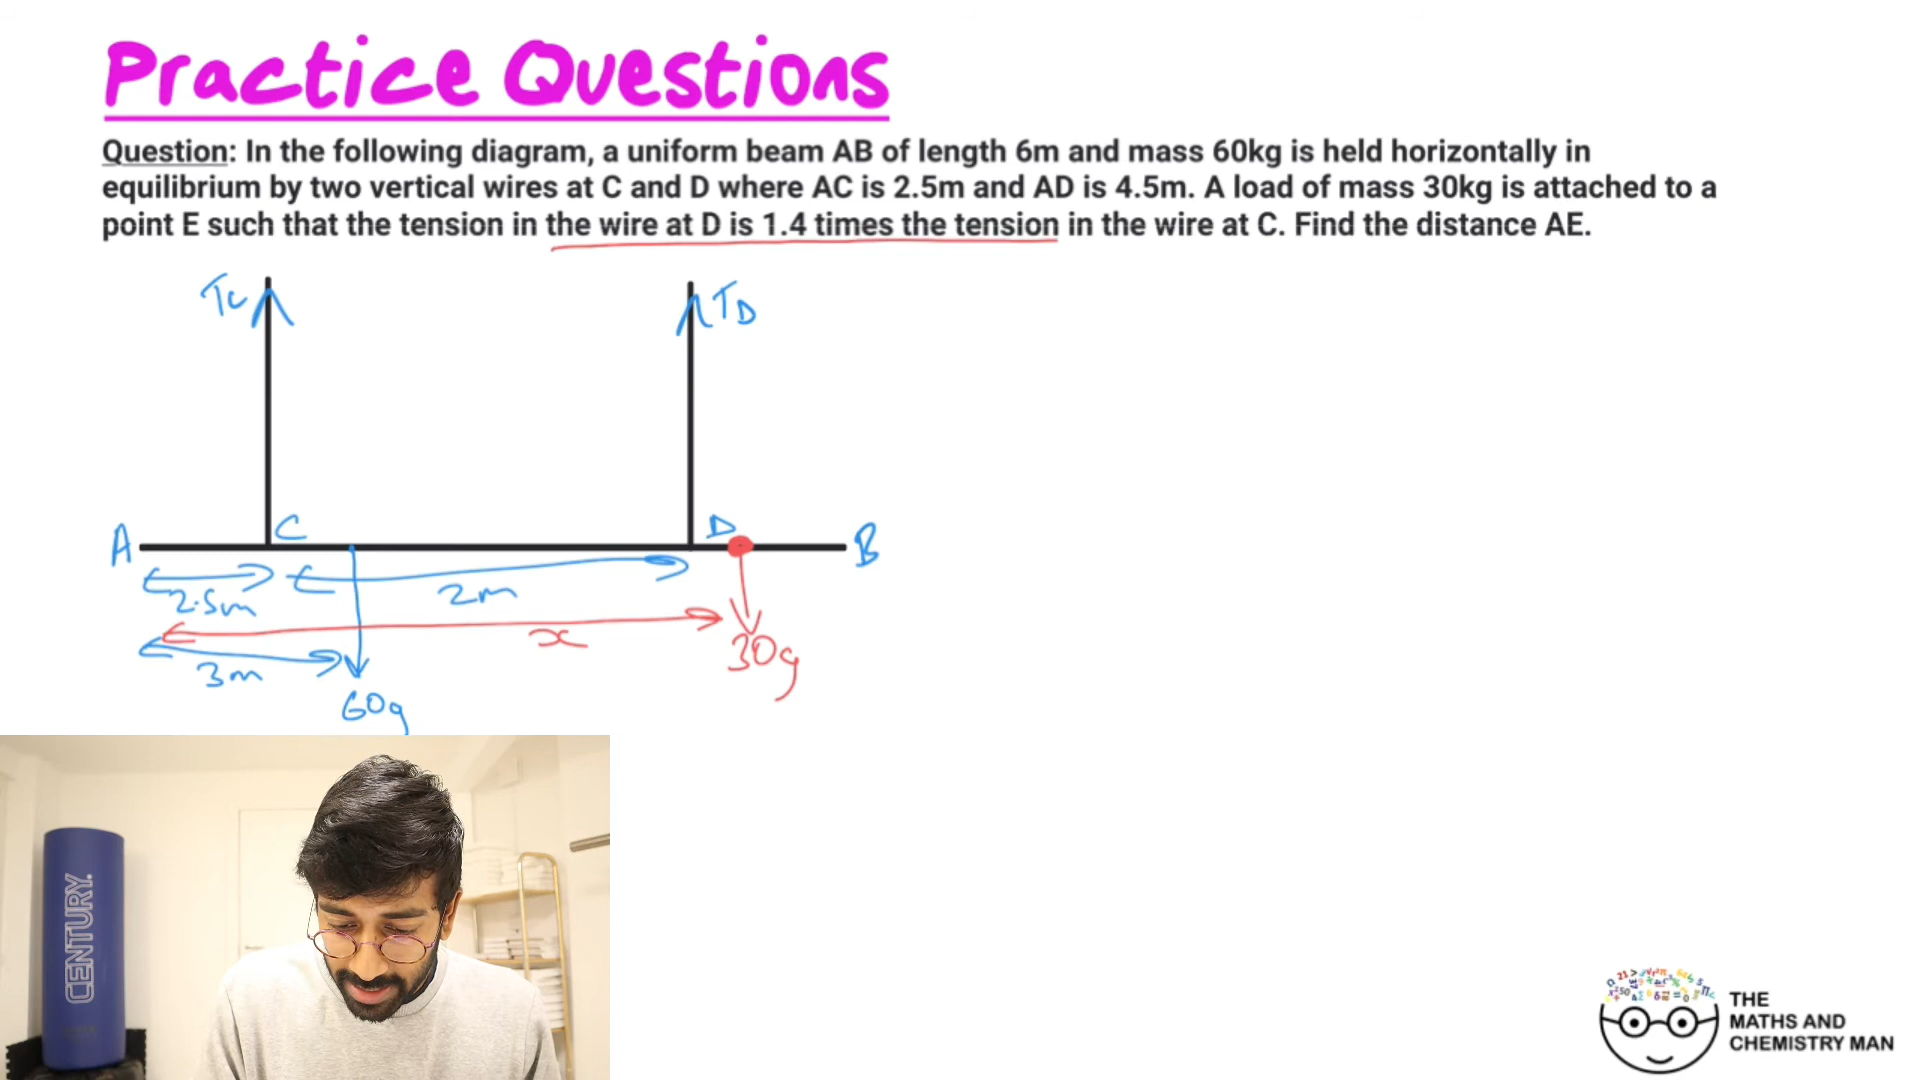 Practice Questions
Question: In the following diagram, a uniform beam AB of length 6m and mass 60kg is held horizontally in
equilibrium by two vertical wires at C and D where AC is 2.5m and AD is 4.5m. A load of mass 30kg is attached to a
point E such that the tension in the wire at D is 1.4 times the tension in the wire at C. Find the distance AE.
Tc
TD
A
C
D
B
2.5m
2m
x
3m
30g
60g
CENTURY.
THE
MATHS AND
CHEMISTRY MAN